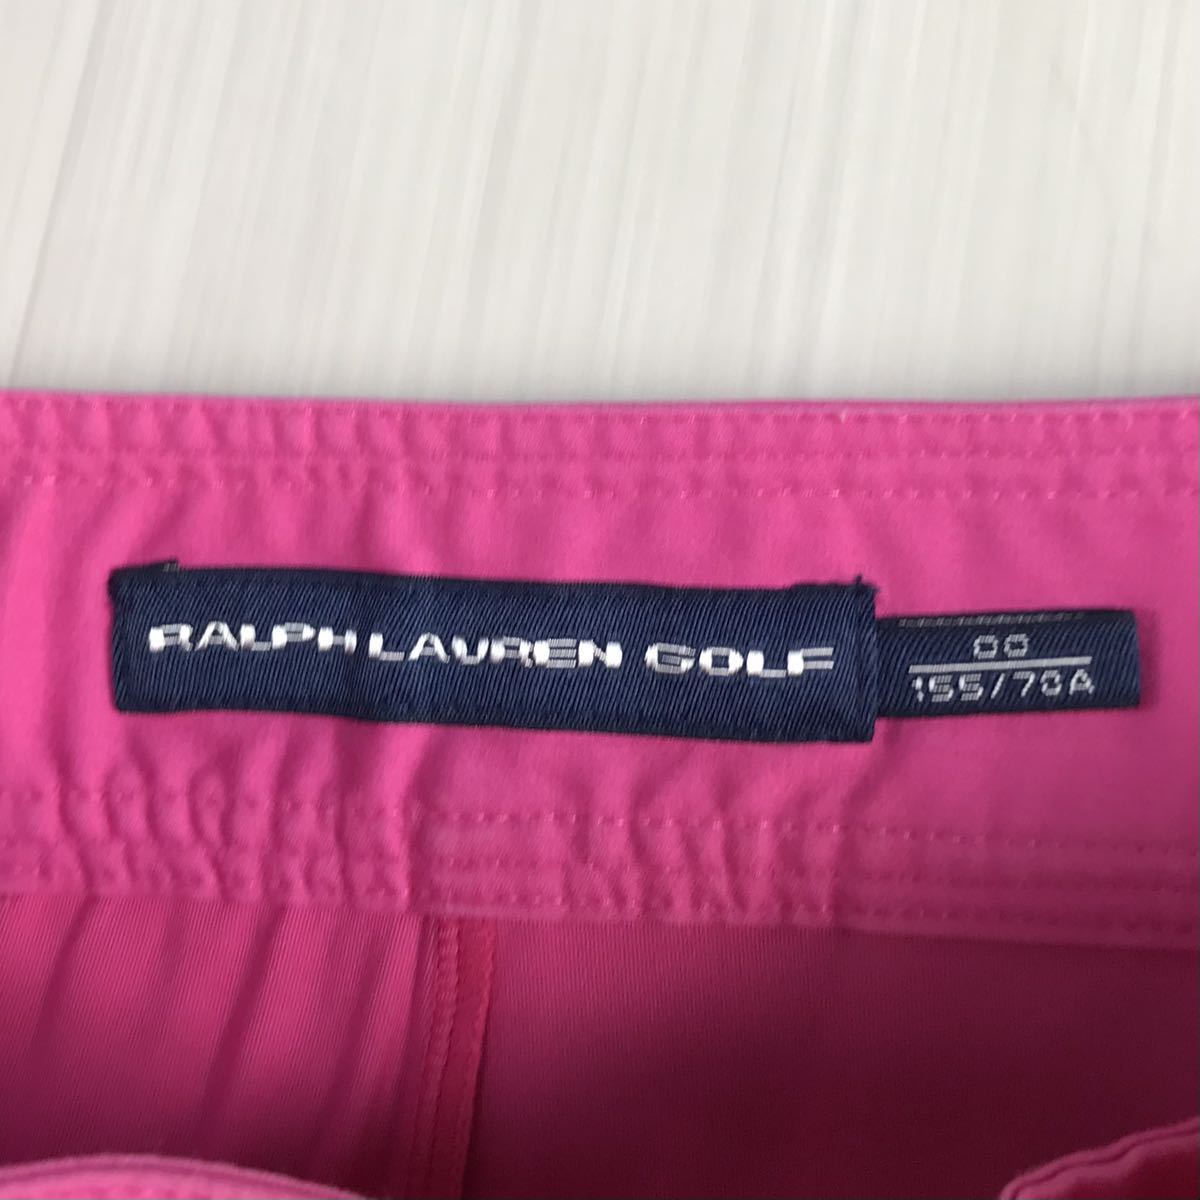 RALPH LAUREN GOLF
00
155/70A